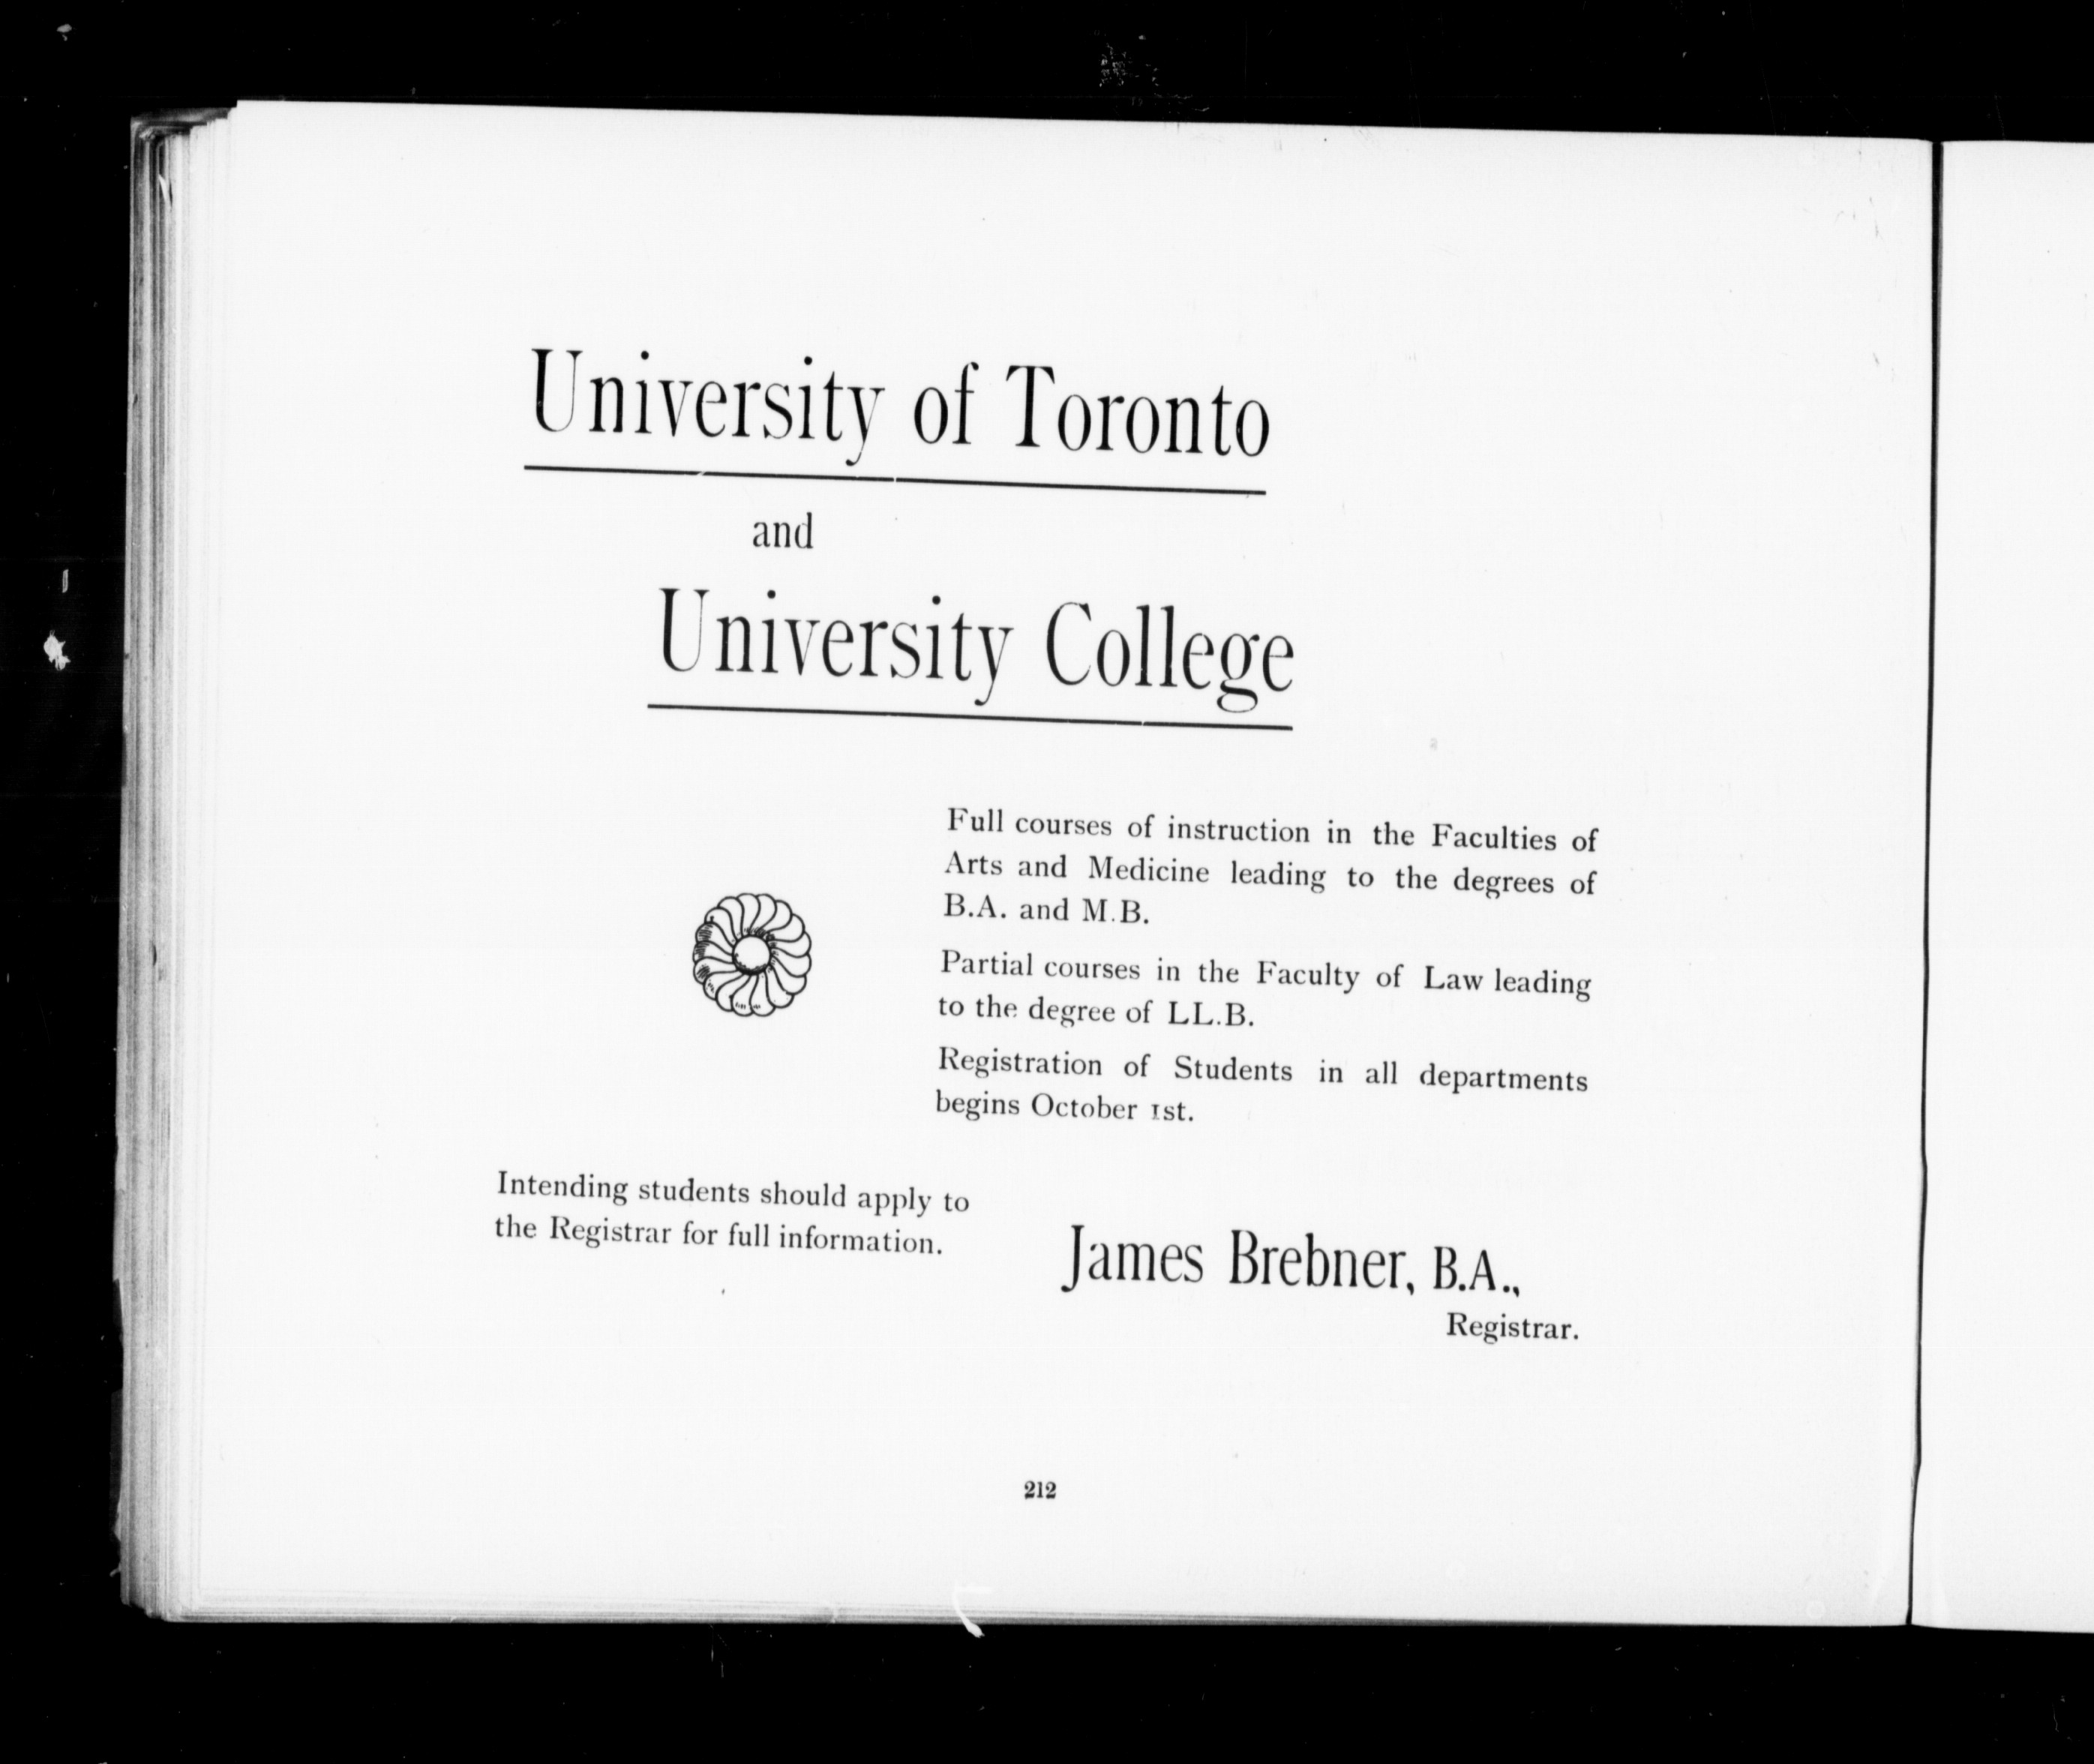 University of Toronto
and
University College
Full courses of instruction in the Faculties of
Arts and Medicine leading to the degrees of
B.A. and M.B.
Partial courses in the Faculty of Law leading
to the degree of LL.B.
Registration of Students in all departments
begins October 1st.
Intending students should apply to
the Registrar for full information.
James Brebner, B.A.,
Registrar.
212